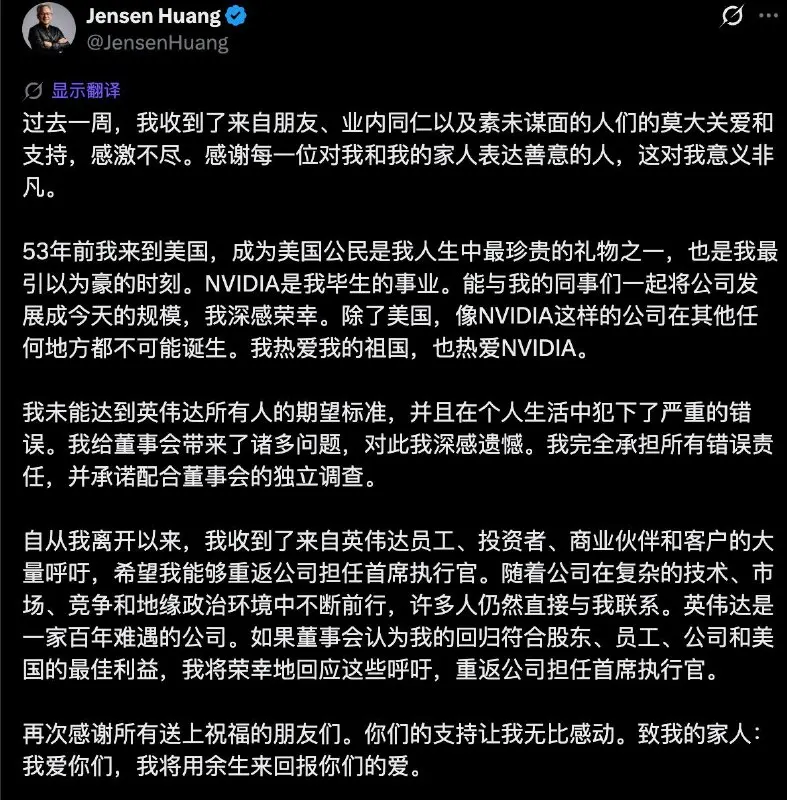 Jensen Huang
@JensenHuang
显示翻译
过去一周，我收到了来自朋友、业内同仁以及素未谋面的人们的莫大关爱和
支持，感激不尽。感谢每一位对我和我的家人表达善意的人，这对我意义非
凡。
53年前我来到美国，成为美国公民是我人生中最珍贵的礼物之一，也是我最
引以为豪的时刻。NVIDIA是我毕生的事业。能与我的同事们一起将公司发
展成今天的规模，我深感荣幸。除了美国，像NVIDIA这样的公司在其他任
何地方都不可能诞生。我热爱我的祖国，也热爱NVIDIA。
我未能达到英伟达所有人的期望标准，并且在个人生活中犯下了严重的错
误。我给董事会带来了诸多问题，对此我深感遗憾。我完全承担所有错误责
任，并承诺配合董事会的独立调查。
自从我离开以来，我收到了来自英伟达员工、投资者、商业伙伴和客户的大
量呼吁，希望我能够重返公司担任首席执行官。随着公司在复杂的技术、市
场、竞争和地缘政治环境中不断前行，许多人仍然直接与我联系。英伟达是
一家百年难遇的公司。如果董事会认为我的回归符合股东、员工、公司和美
国的最佳利益，我将荣幸地回应这些呼吁，重返公司担任首席执行官。
再次感谢所有送上祝福的朋友们。你们的支持让我无比感动。致我的家人：
我爱你们，我将用余生来回报你们的爱。